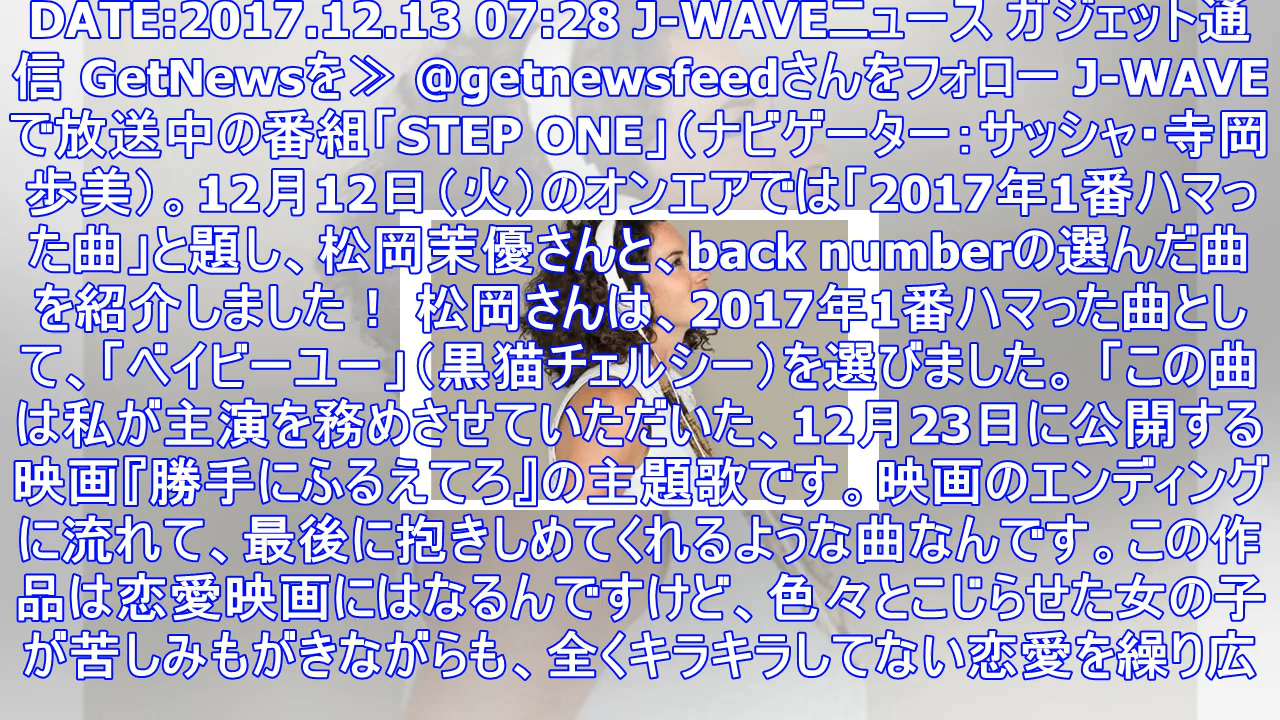 DATE:2017.12.13 07:28 J-WAVEニュース ガジェット通
信 GetNewsを≫ @getnewsfeedさんをフォロー J-WAVE
で放送中の番組「STEP ONE」（ナビゲーター：サッシャ・寺岡
歩美）。12月12日（火）のオンエアでは「2017年1番ハマっ
た曲」と題し、松岡茉優さんと、back numberの選んだ曲
を紹介しました！ 松岡さんは、2017年1番ハマった曲とし
て、「ベイビーユー」（黒猫チェルシー）を選びました。 「この曲
は私が主演を務めさせていただいた、12月23日に公開する
映画『勝手にふるえてろ』の主題歌です。映画のエンディング
に流れて、最後に抱きしめてくれるような曲なんです。この作
品は恋愛映画にはなるんですけど、色々とこじらせた女の子
が苦しみもがきながらも、全くキラキラしてない恋愛を繰り広